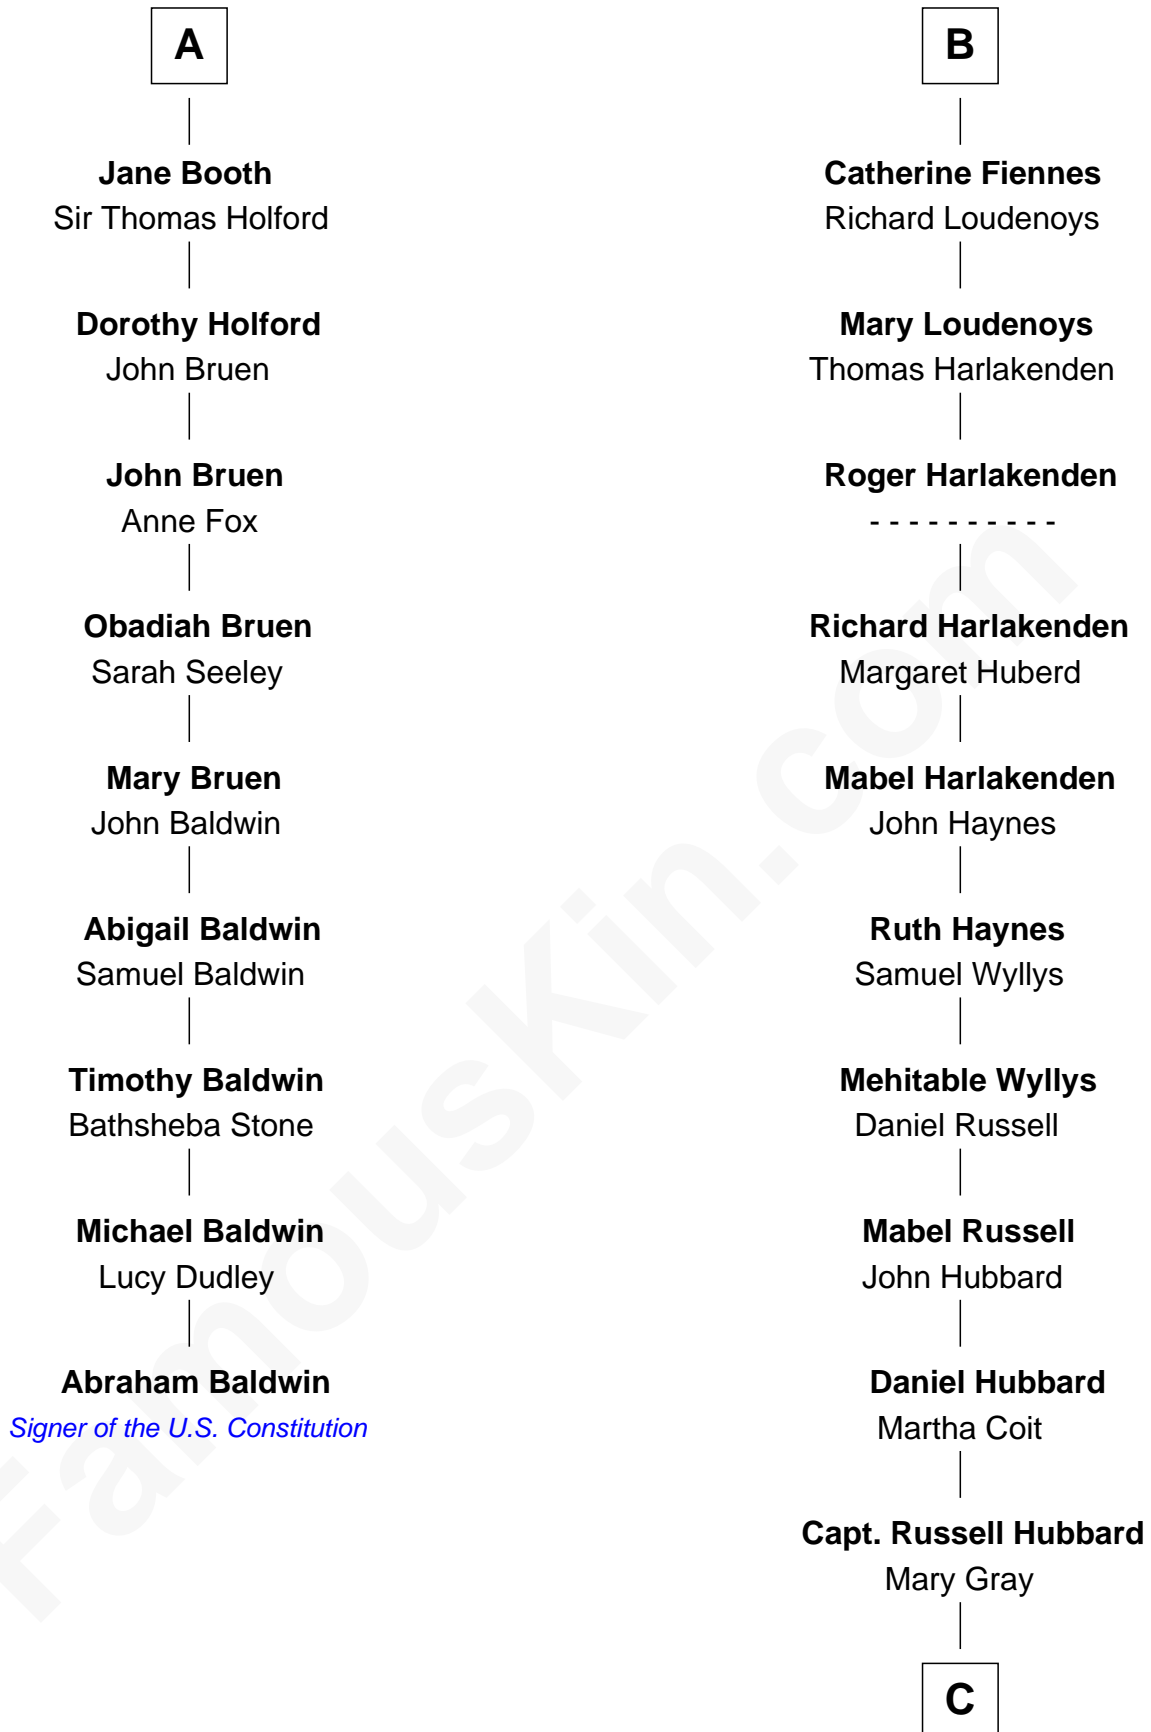 A
Jane Booth
Sir Thomas Holford
Dorothy Holford
John Bruen
John Bruen
Anne Fox
Obadiah Bruen
Sarah Seeley
Mary Bruen
John Baldwin
Abigail Baldwin
Samuel Baldwin
Timothy Baldwin
Bathsheba Stone
Michael Baldwin
Lucy Dudley
Abraham Baldwin
Signer of the U.S. Constitution
B
Catherine Fiennes
Richard Loudenoys
Mary Loudenoys
Thomas Harlakenden
Roger Harlakenden
- - - - - - - - - -
Richard Harlakenden
Margaret Huberd
Mabel Harlakenden
John Haynes
Ruth Haynes
Samuel Wyllys
Mehitable Wyllys
Daniel Russell
Mabel Russell
John Hubbard
Daniel Hubbard
Martha Coit
Capt. Russell Hubbard
Mary Gray
C
FamousKin.com